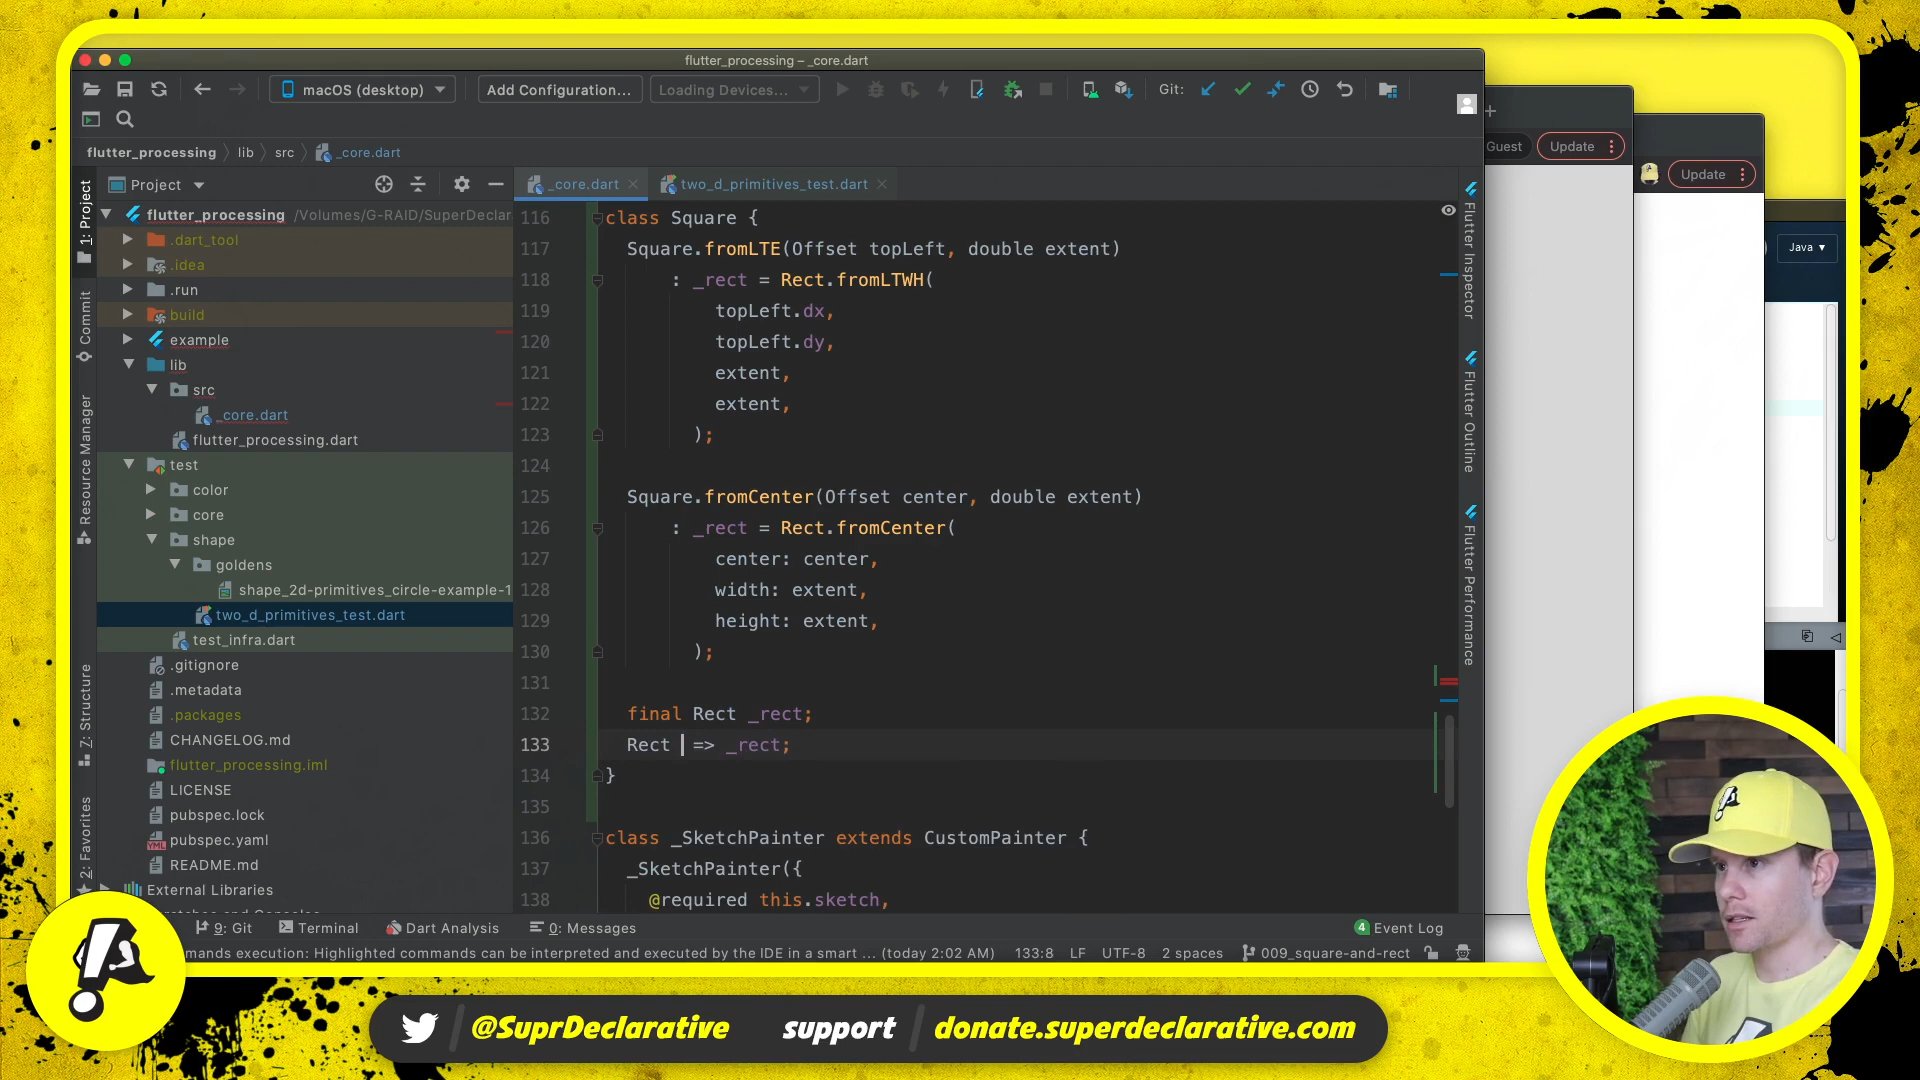 flutter_processing – _core.dart
macOS (desktop)
Add Configuration...
Loading Devices...
Git:
flutter_processing
lib
src
_core.dart
Guest
Update
Update
Java ▾
1: Project
Commit
Resource Manager
7: Structure
2: Favorites
Project
flutter_processing /Volumes/G-RAID/SuperDeclar
.dart_tool
.idea
.run
build
example
lib
src
_core.dart
flutter_processing.dart
test
color
core
shape
goldens
shape_2d-primitives_circle-example-1
two_d_primitives_test.dart
test_infra.dart
.gitignore
.metadata
.packages
CHANGELOG.md
flutter_processing.iml
LICENSE
pubspec.lock
pubspec.yaml
README.md
External Libraries
_core.dart
two_d_primitives_test.dart
116 class Square {
117 Square.fromLTE(Offset topLeft, double extent)
118 : _rect = Rect.fromLTWH(
119 topLeft.dx,
120 topLeft.dy,
121 extent,
122 extent,
123 );
124
125 Square.fromCenter(Offset center, double extent)
126 : _rect = Rect.fromCenter(
127 center: center,
128 width: extent,
129 height: extent,
130 );
131
132 final Rect _rect;
133 Rect => _rect;
134 }
135
136 class _SketchPainter extends CustomPainter {
137 _SketchPainter({
138 @required this.sketch,
Flutter Inspector
Flutter Outline
Flutter Performance
9: Git
Terminal
Dart Analysis
0: Messages
4 Event Log
mands execution: Highlighted commands can be interpreted and executed by the IDE in a smart ... (today 2:02 AM)
133:8
LF
UTF-8
2 spaces
009_square-and-rect
@SuprDeclarative
support
donate.superdeclarative.com